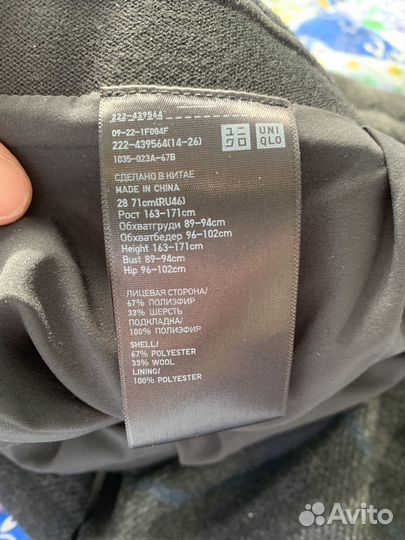 222-439564
09-22-1F084F
222-439564(14-26)
1035-023A-67B
ユニ
クロ
UNI
QLO
СДЕЛАНО В КИТАЕ
MADE IN CHINA
28 71cm(RU46)
Рост 163-171cm
Обхватгруди 89-94cm
Обхватбедер 96-102cm
Height 163-171cm
Bust 89-94cm
Hip 96-102cm
ЛИЦЕВАЯ СТОРОНА/
67% ПОЛИЭФИР
33% ШЕРСТЬ
ПОДКЛАДКА/
100% ПОЛИЭФИР
SHELL/
67% POLYESTER
33% WOOL
LINING/
100% POLYESTER
Avito